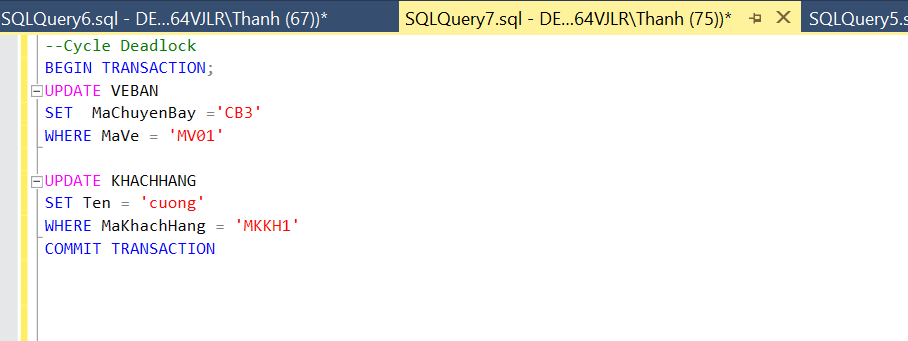 SQLQuery6.sql - DE...64VJLR\Thanh (67))* SQLQuery7.sql - DE...64VJLR\Thanh (75))* SQLQuery5.s
--Cycle Deadlock
BEGIN TRANSACTION;
UPDATE VEBAN
SET  MaChuyenBay ='CB3'
WHERE MaVe = 'MV01'
UPDATE KHACHHANG
SET Ten = 'cuong'
WHERE MaKhachHang = 'MKKH1'
COMMIT TRANSACTION